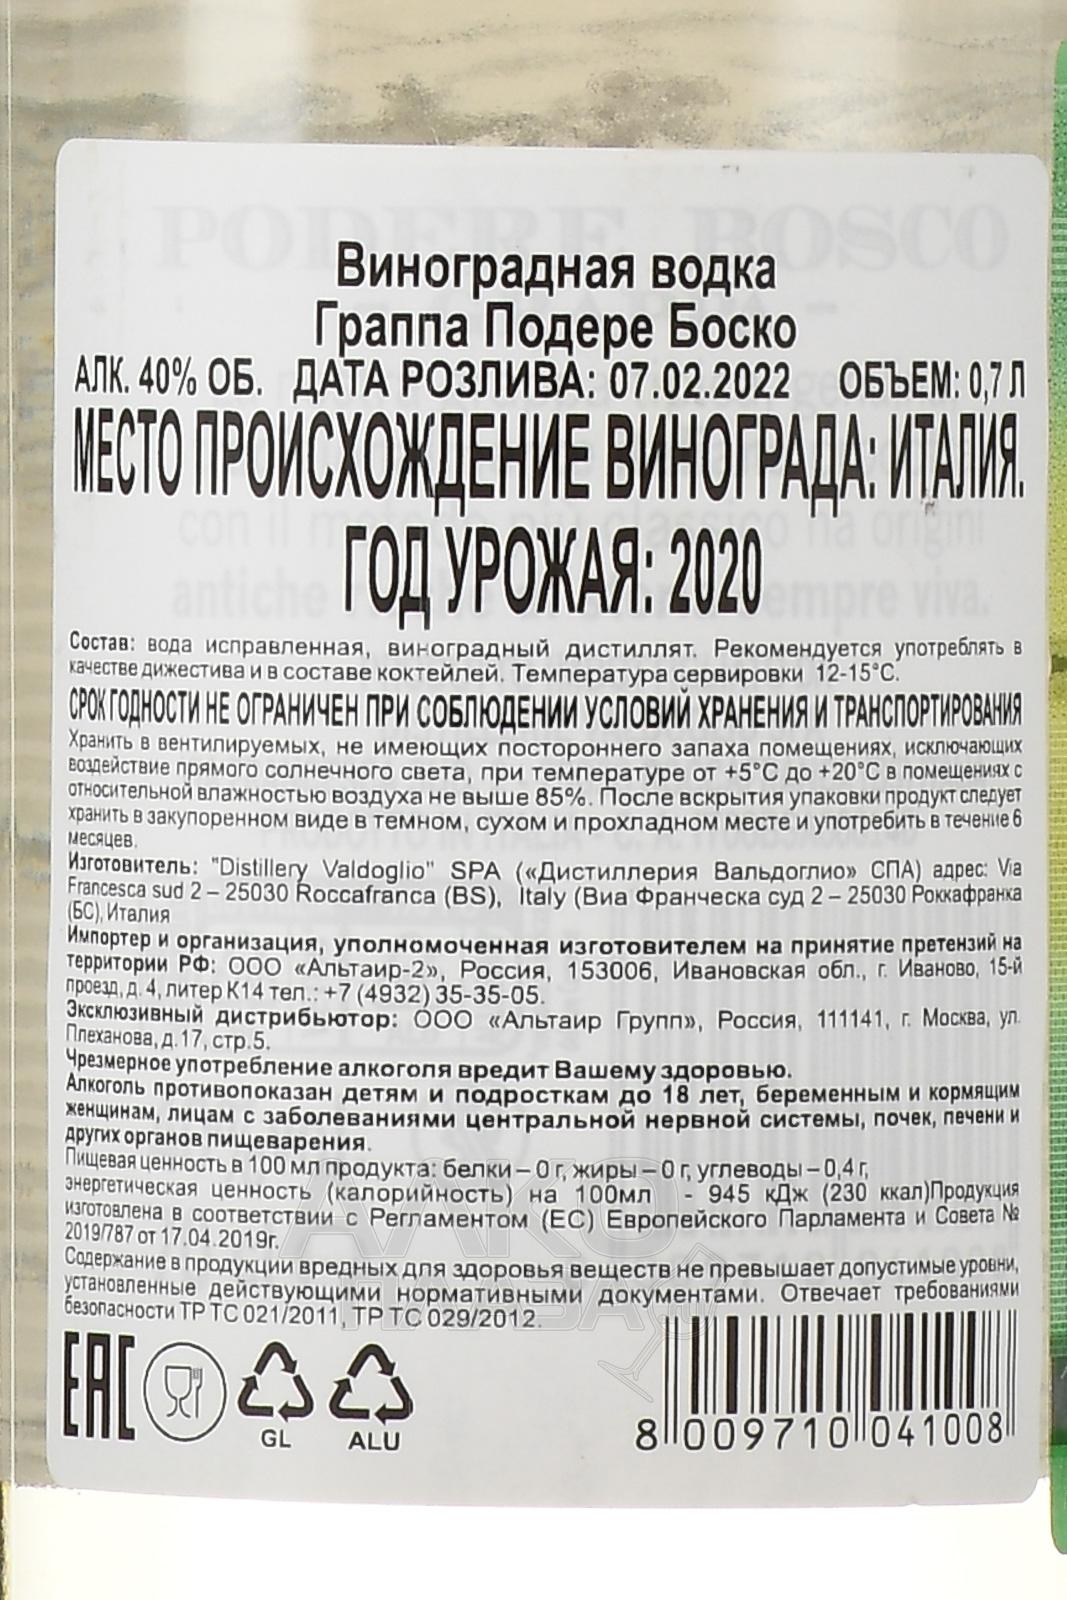 PODERE BOSCO
Виноградная водка
Граппа Подере Боско
АЛК. 40% ОБ. ДАТА РОЗЛИВА: 07.02.2022 ОБЪЕМ: 0,7 Л
МЕСТО ПРОИСХОЖДЕНИЕ ВИНОГРАДА: ИТАЛИЯ.
ГОД УРОЖАЯ: 2020
Состав: вода исправленная, виноградный дистиллят. Рекомендуется употреблять в
качестве дижестива и в составе коктейлей. Температура сервировки 12-15°С.
СРОК ГОДНОСТИ НЕ ОГРАНИЧЕН ПРИ СОБЛЮДЕНИИ УСЛОВИЙ ХРАНЕНИЯ И ТРАНСПОРТИРОВАНИЯ
Хранить в вентилируемых, не имеющих постороннего запаха помещениях, исключающих
воздействие прямого солнечного света, при температуре от +5°С до +20°С в помещениях с
относительной влажностью воздуха не выше 85%. После вскрытия упаковки продукт следует
хранить в закупоренном виде в темном, сухом и прохладном месте и употребить в течение 6
месяцев.
Изготовитель: "Distillery Valdoglio" SPA («Дистиллерия Вальдоглио» СПА) адрес: Via
Francesca sud 2 – 25030 Roccafranca (BS), Italy (Виа Франческа суд 2 – 25030 Роккафранка
(БС), Италия
Импортер и организация, уполномоченная изготовителем на принятие претензий на
территории РФ: ООО «Альтаир-2», Россия, 153006, Ивановская обл., г. Иваново, 15-й
проезд, д. 4, литер К14 тел.: +7 (4932) 35-35-05.
Эксклюзивный дистрибьютор: ООО «Альтаир Групп», Россия, 111141, г. Москва, ул.
Плеханова, д.17, стр.5.
Чрезмерное употребление алкоголя вредит Вашему здоровью.
Алкоголь противопоказан детям и подросткам до 18 лет, беременным и кормящим
женщинам, лицам с заболеваниями центральной нервной системы, почек, печени и
других органов пищеварения.
Пищевая ценность в 100 мл продукта: белки – 0 г, жиры – 0 г, углеводы – 0,4 г,
энергетическая ценность (калорийность) на 100мл - 945 кДж (230 ккал)Продукция
изготовлена в соответствии с Регламентом (ЕС) Европейского Парламента и Совета №
2019/787 от 17.04.2019г.
Содержание в продукции вредных для здоровья веществ не превышает допустимые уровни,
установленные действующими нормативными документами. Отвечает требованиями
безопасности ТР ТС 021/2011, ТР ТС 029/2012.
ЕАС
GL ALU
8 009710 041008